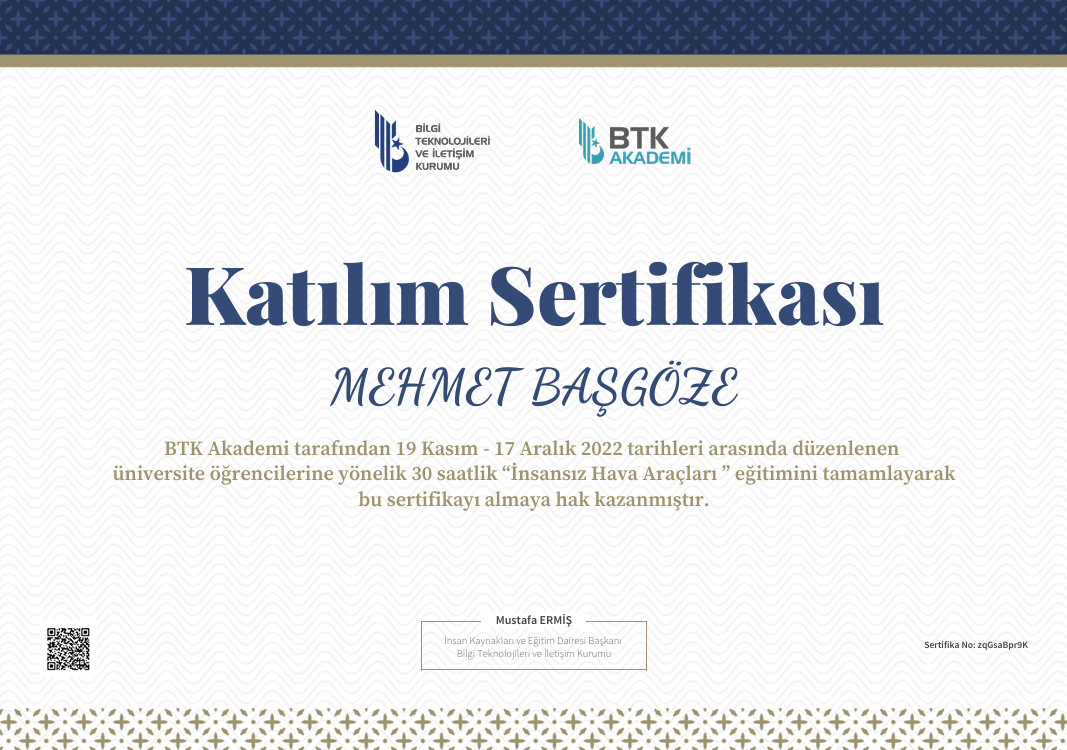 BİLGİ
TEKNOLOJİLERİ
VE İLETİŞİM
KURUMU
BTK
AKADEMİ
Katılım Sertifikası
MEHMET BAŞGÖZE
BTK Akademi tarafından 19 Kasım - 17 Aralık 2022 tarihleri arasında düzenlenen
üniversite öğrencilerine yönelik 30 saatlik “İnsansız Hava Araçları ” eğitimini tamamlayarak
bu sertifikayı almaya hak kazanmıştır.
Mustafa ERMİŞ
İnsan Kaynakları ve Eğitim Dairesi Başkanı
Bilgi Teknolojileri ve İletişim Kurumu
Sertifika No: zqGsaBpr9K